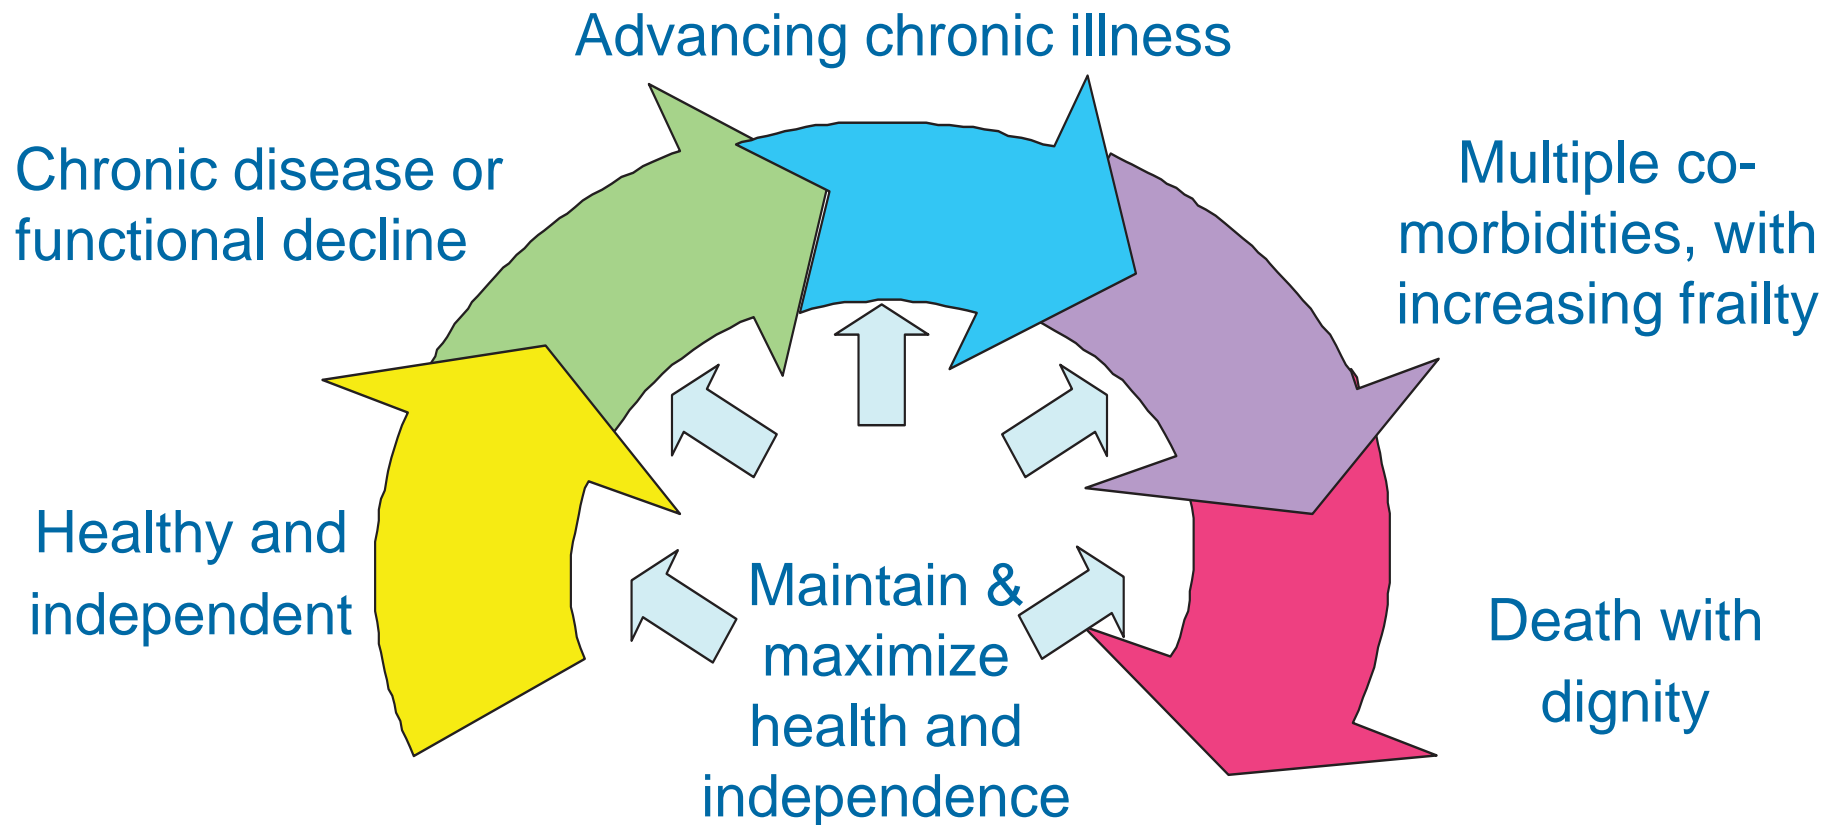 Advancing chronic illness
Chronic disease or
functional decline
Multiple co-
morbidities, with
increasing frailty
Healthy and
independent
Maintain &
maximize
health and
independence
Death with
dignity